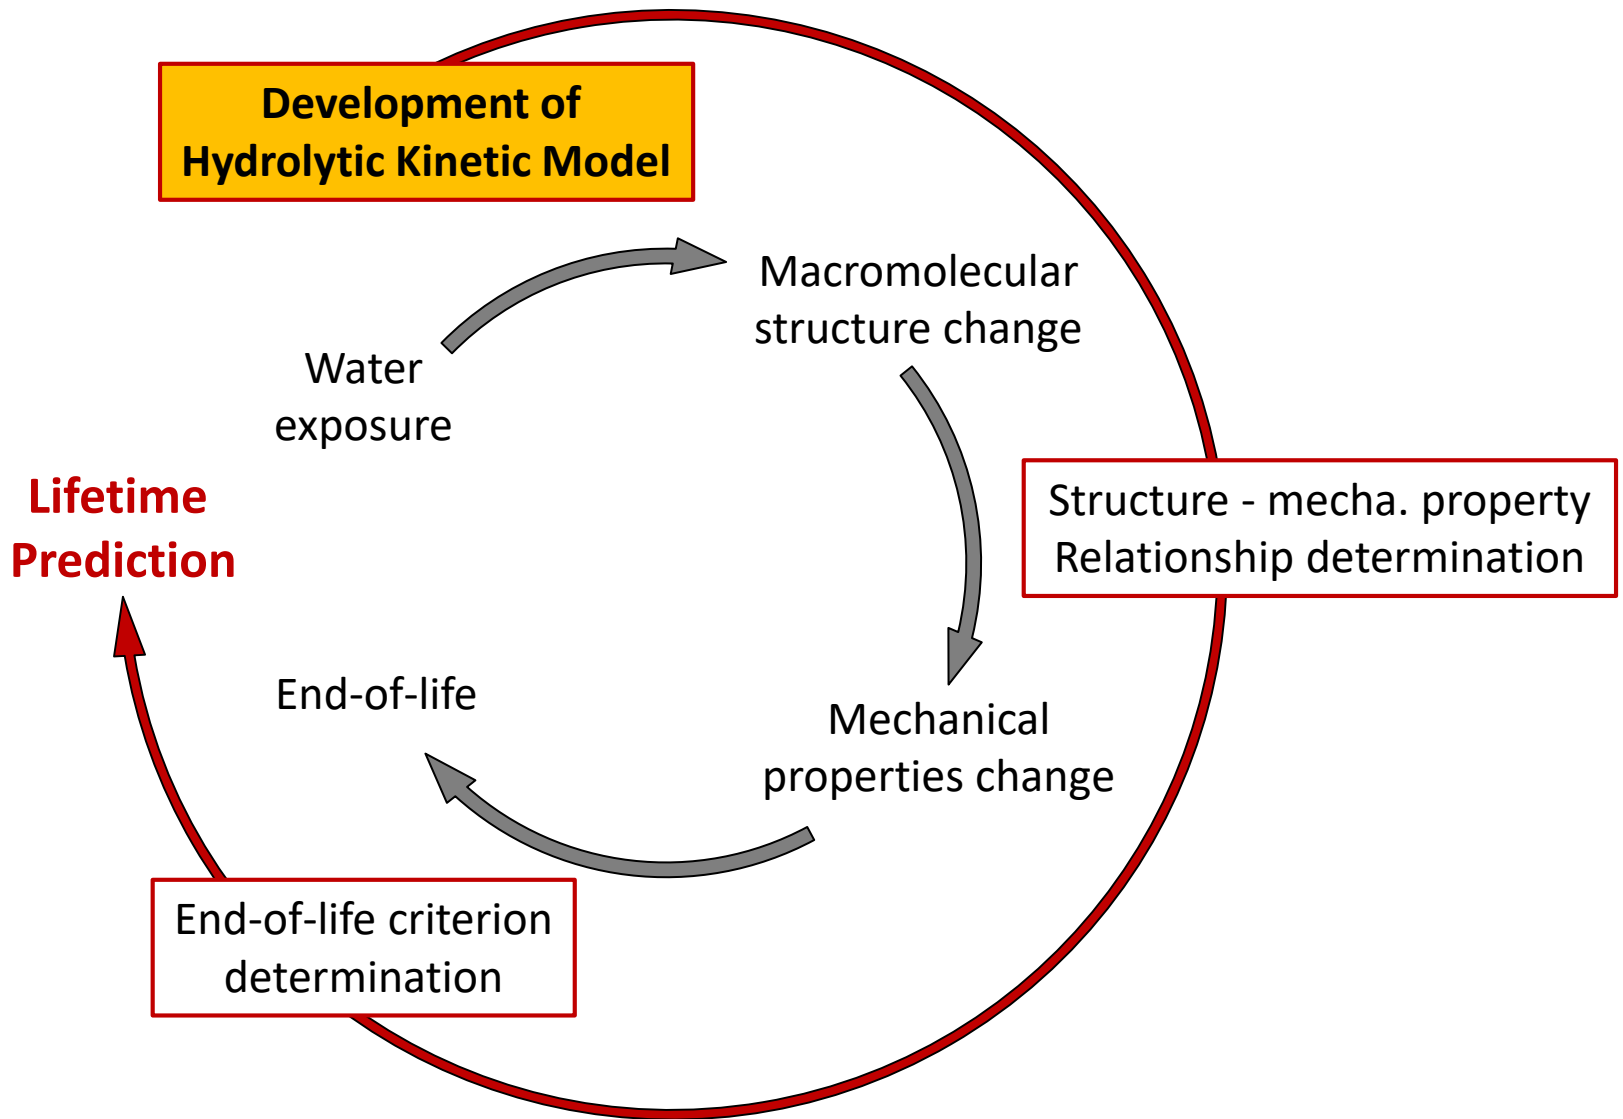 Development of
Hydrolytic Kinetic Model
Macromolecular
structure change
Water
exposure
Structure - mecha. property
Relationship determination
Lifetime
Prediction
End-of-life
Mechanical
properties change
End-of-life criterion
determination